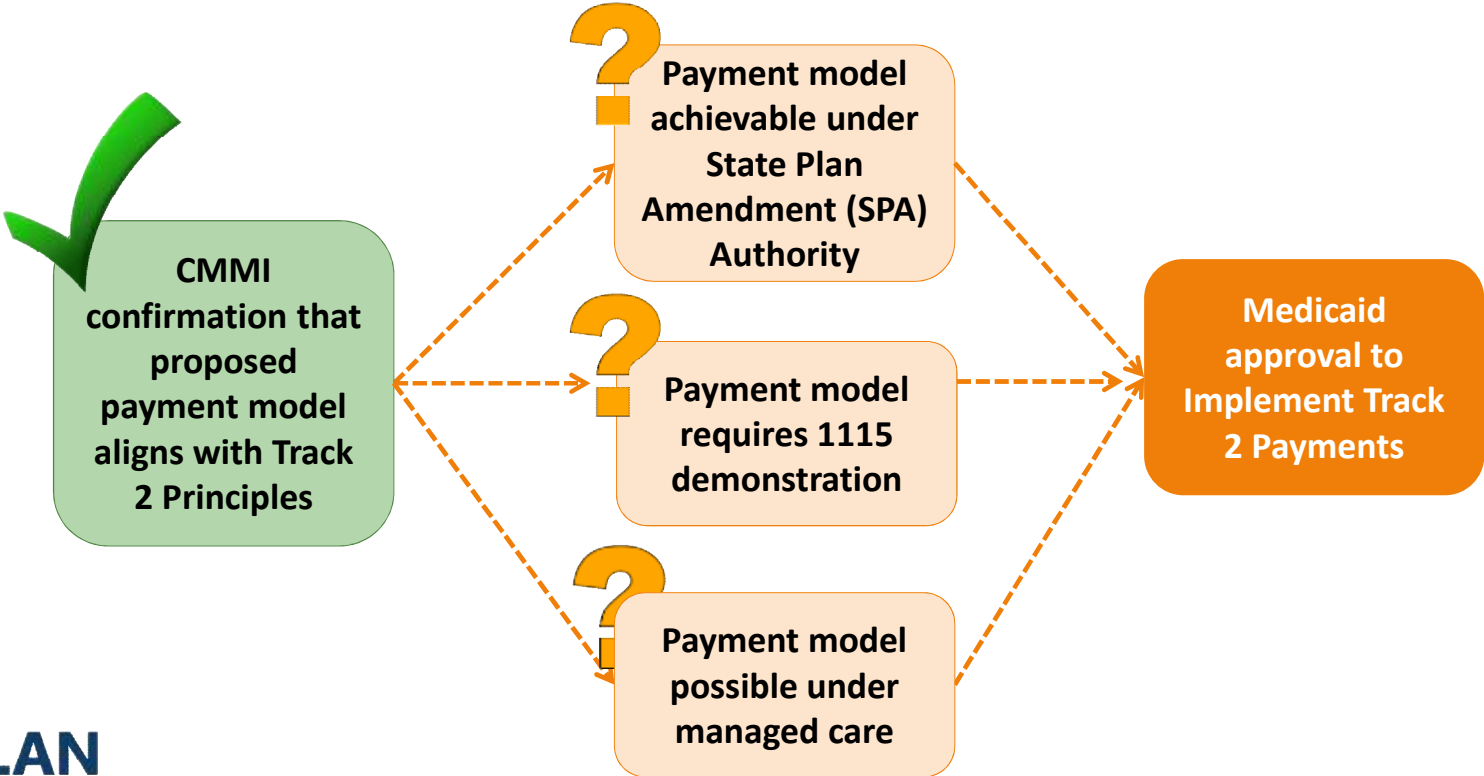 CMMI
confirmation that
proposed
payment model
aligns with Track
2 Principles
Payment model
achievable under
State Plan
Amendment (SPA)
Authority
Payment model
requires 1115
demonstration
Payment model
possible under
managed care
Medicaid
approval to
Implement Track
2 Payments
LAN